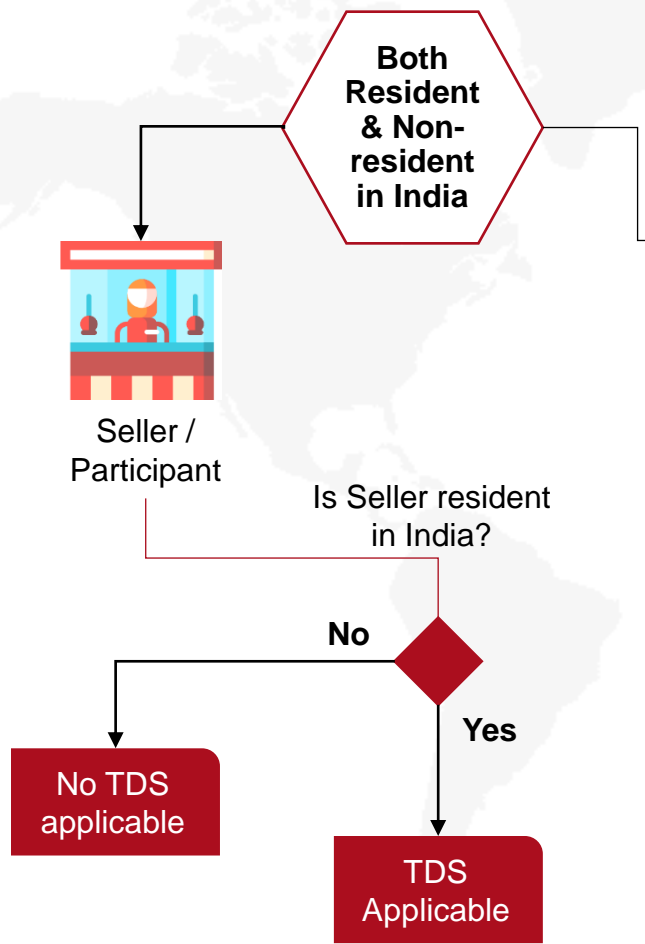 Both
Resident
& Non-
resident
in India
Seller /
Participant
Is Seller resident
in India?
No
Yes
No TDS
applicable
TDS
Applicable